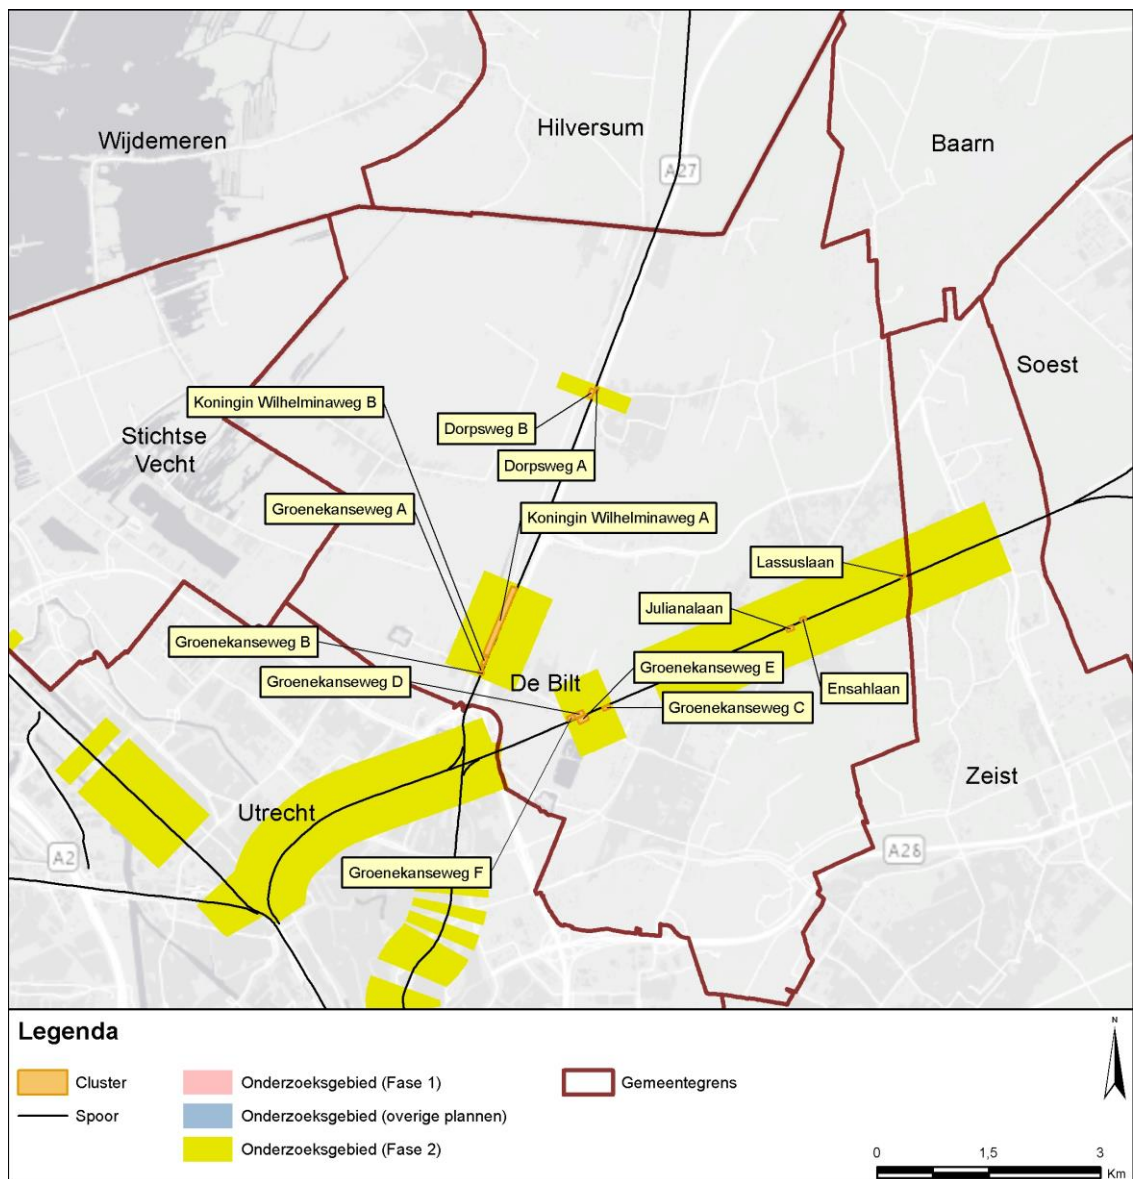 Hilversum
Wijdemeren
Baarn
A27
Soest
Koningin Wilhelminaweg B
Dorpsweg B
Stichtse
Vecht
Dorpsweg A
Groenekanseweg A
Koningin Wilhelminaweg A
Lassuslaan
Julianalaan
Groenekanseweg B
Groenekanseweg E
Groenekanseweg D
De Bilt
Ensahlaan
Groenekanseweg C
Zeist
Utrecht
A2
A28
Groenekanseweg F
Legenda
N
Cluster
Onderzoeksgebied (Fase 1)
Gemeentegrens
Spoor
Onderzoeksgebied (overige plannen)
Onderzoeksgebied (Fase 2)
0 1,5 3
Km